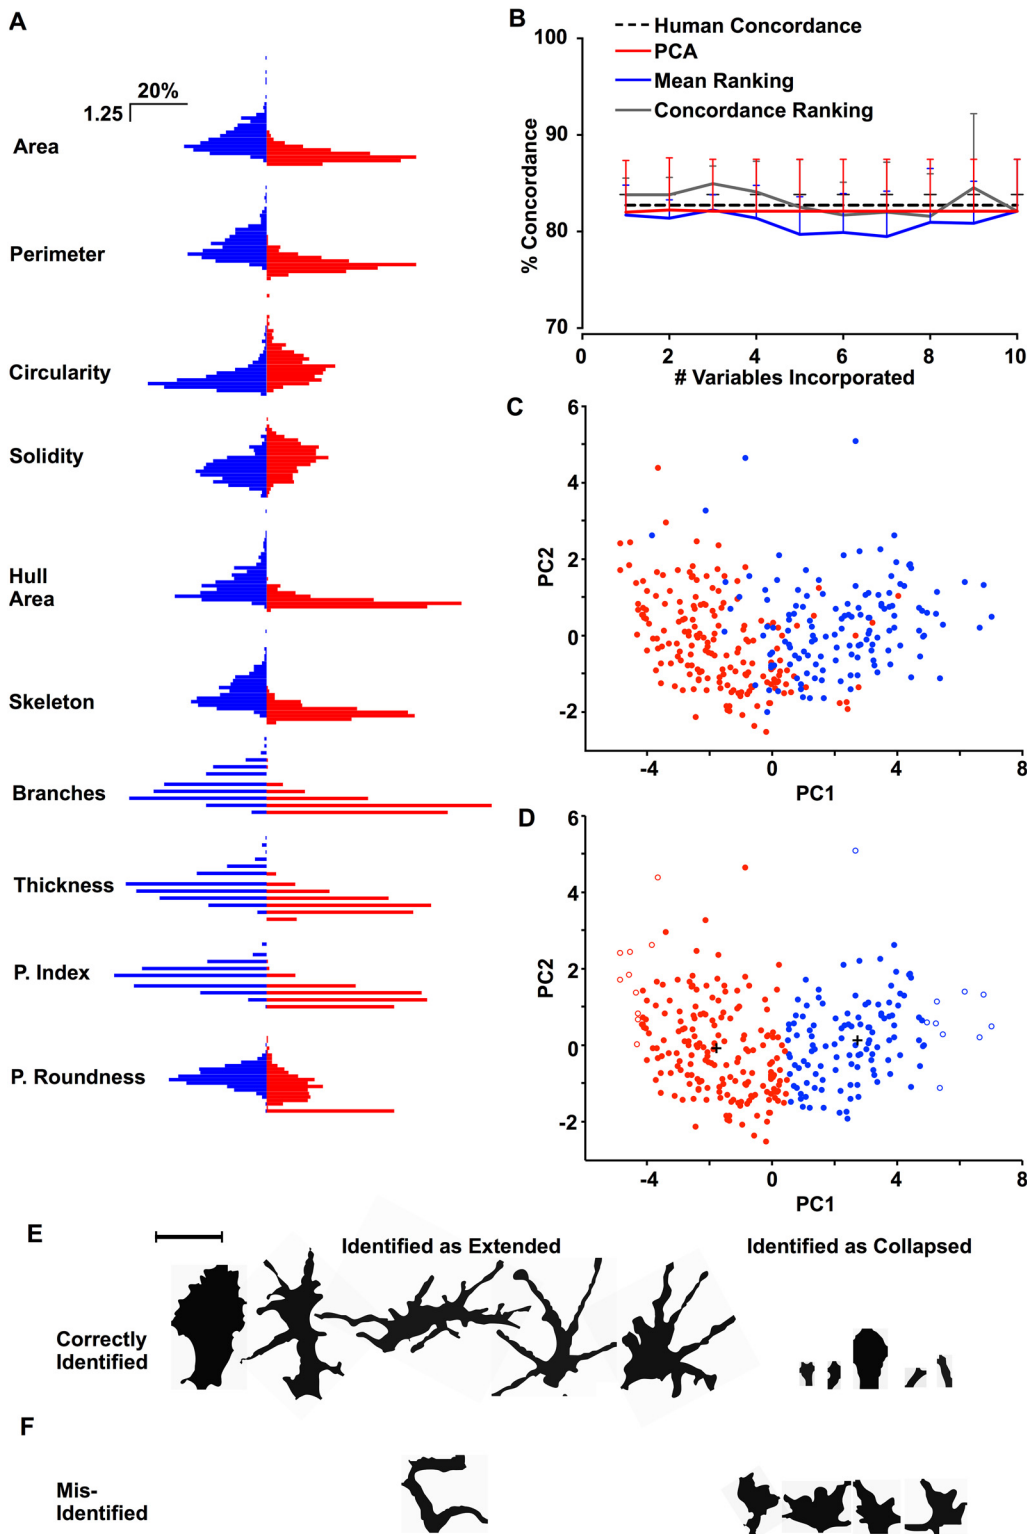 A
20%
1.25
Area
Perimeter
Circularity
Solidity
Hull
Area
Skeleton
Branches
Thickness
P. Index
P. Roundness
B
Human Concordance
PCA
Mean Ranking
Concordance Ranking
100
90
80
70
% Concordance
0 2 4 6 8 10
# Variables Incorporated
C
6
4
2
0
-2
PC2
-4 0 4 8
PC1
D
6
4
2
0
-2
PC2
-4 0 4 8
PC1
E
Identified as Extended
Identified as Collapsed
Correctly
Identified
F
Mis-
Identified